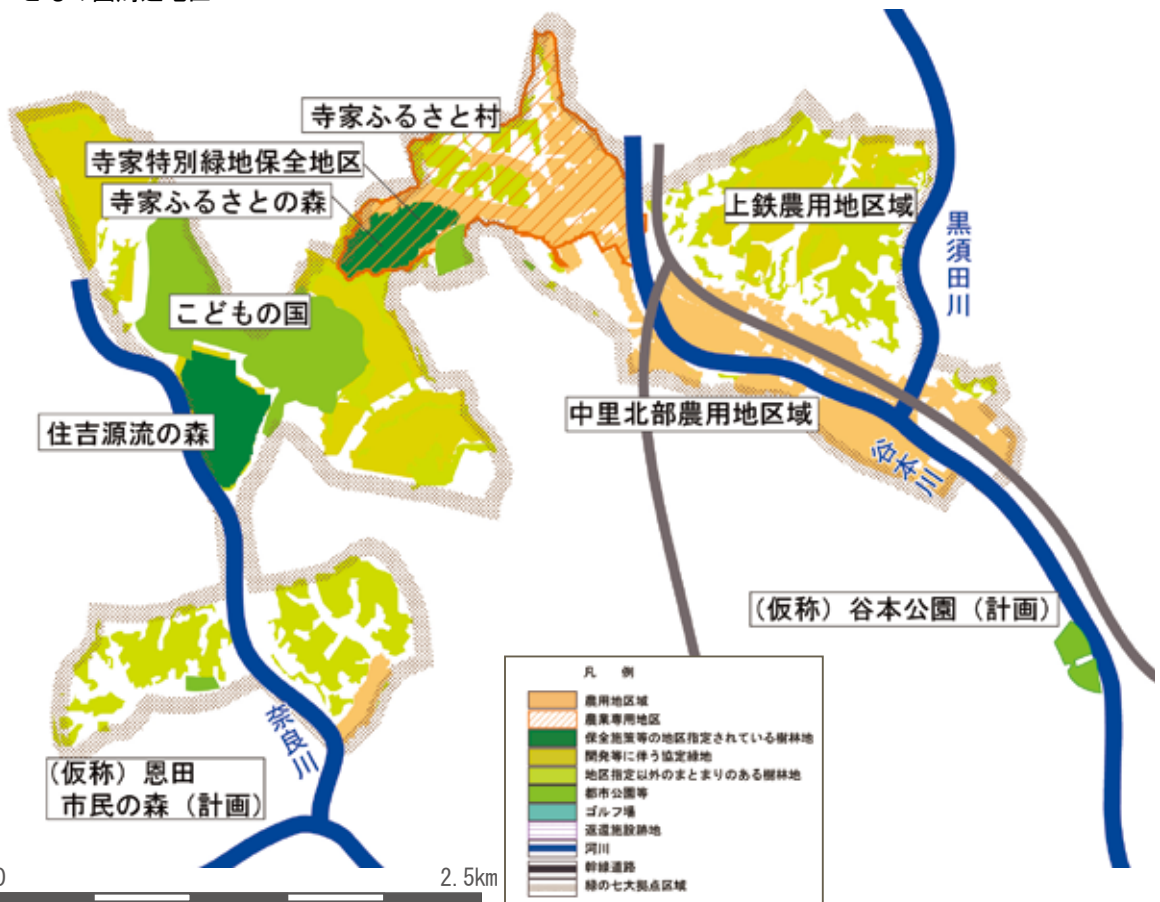 寺家ふるさと村
寺家特別緑地保全地区
寺家ふるさとの森
上鉄農用地区域
黒須田川
こどもの国
住吉源流の森
中里北部農用地区域
谷本川
(仮称)谷本公園(計画)
奈良川
(仮称)恩田
市民の森(計画)
凡 例
農用地区域
農業専用地区
保全施策等の地区指定されている樹林地
開発等に伴う協定緑地
地区指定以外のまとまりのある樹林地
都市公園等
ゴルフ場
返還施設跡地
河川
幹線道路
緑の七大拠点区域
2.5km